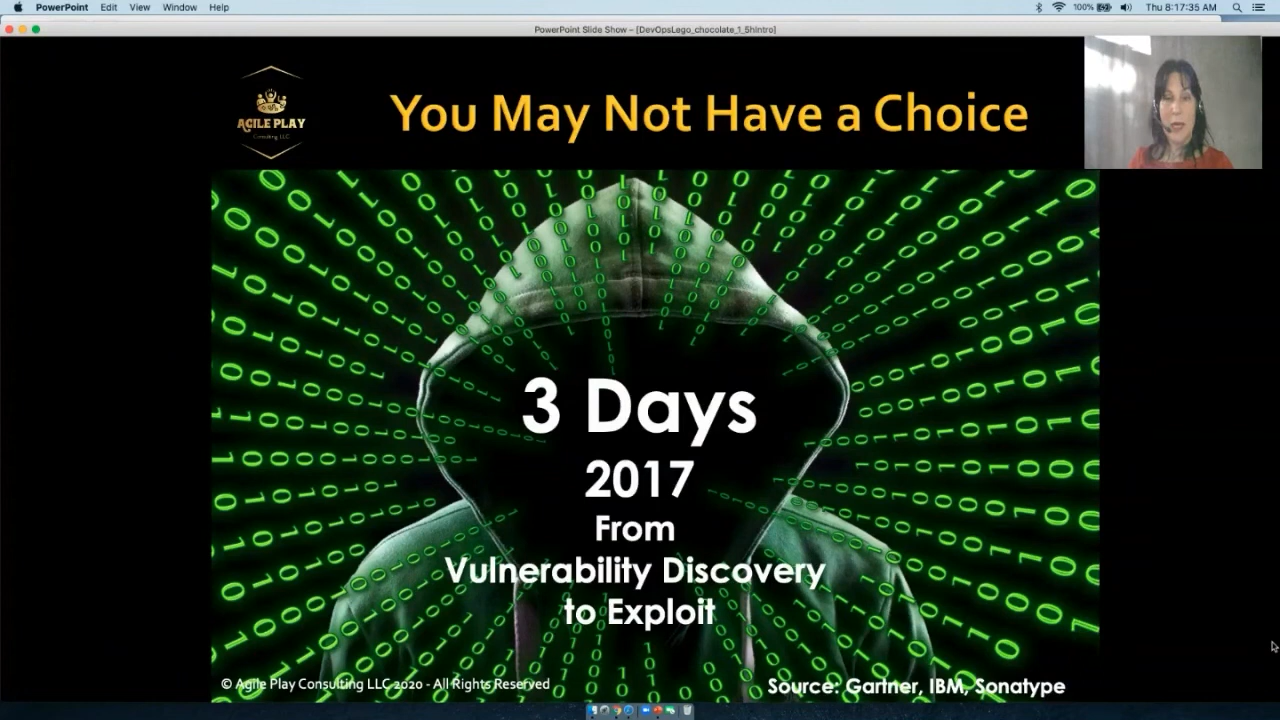 PowerPoint Edit View Window Help
100% Thu 8:17:35 AM
PowerPoint Slide Show - [DevOpsLego_chocolate_1_5hIntro]
AGILE PLAY
Consulting LLC
You May Not Have a Choice
3 Days
2017
From
Vulnerability Discovery
to Exploit
© Agile Play Consulting LLC 2020 - All Rights Reserved
Source: Gartner, IBM, Sonatype